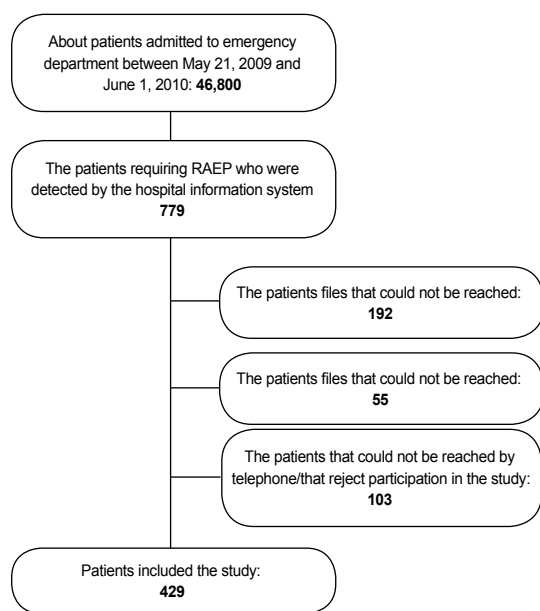 About patients admitted to emergency
department between May 21, 2009 and
June 1, 2010: 46,800
The patients requiring RAEP who were
detected by the hospital information system
779
The patients files that could not be reached:
192
The patients files that could not be reached:
55
The patients that could not be reached by
telephone/that reject participation in the study:
103
Patients included the study:
429